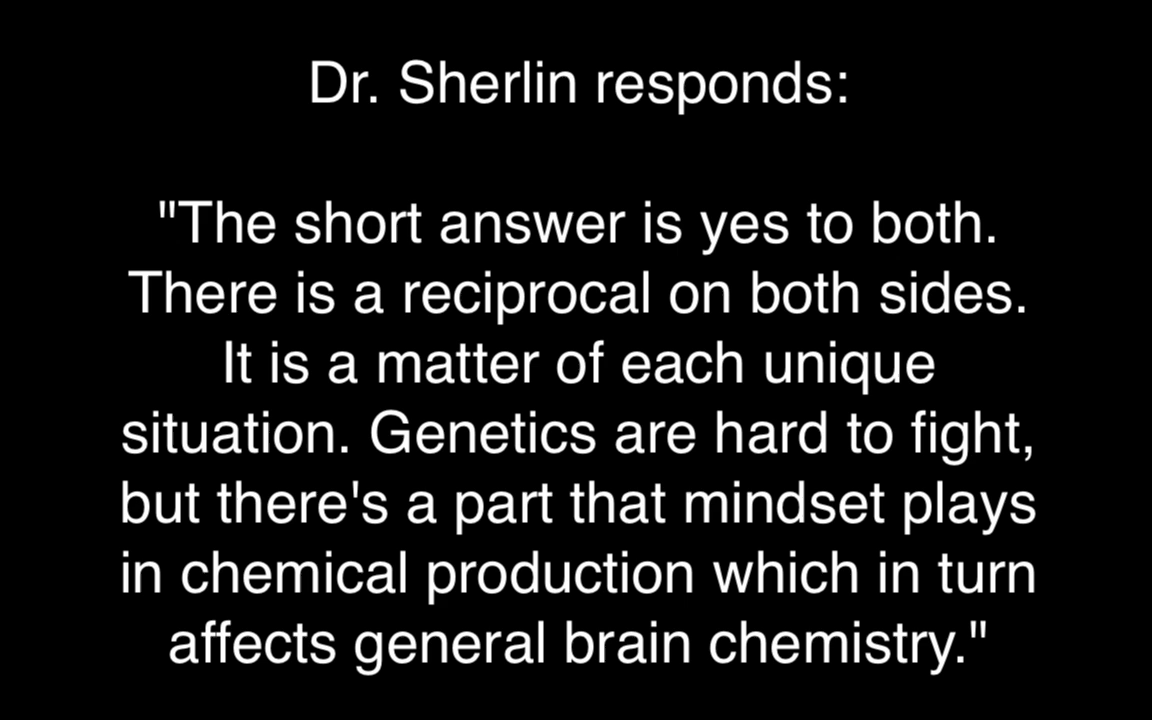 Dr. Sherlin responds:
"The short answer is yes to both.
There is a reciprocal on both sides.
It is a matter of each unique
situation. Genetics are hard to fight,
but there's a part that mindset plays
in chemical production which in turn
affects general brain chemistry."